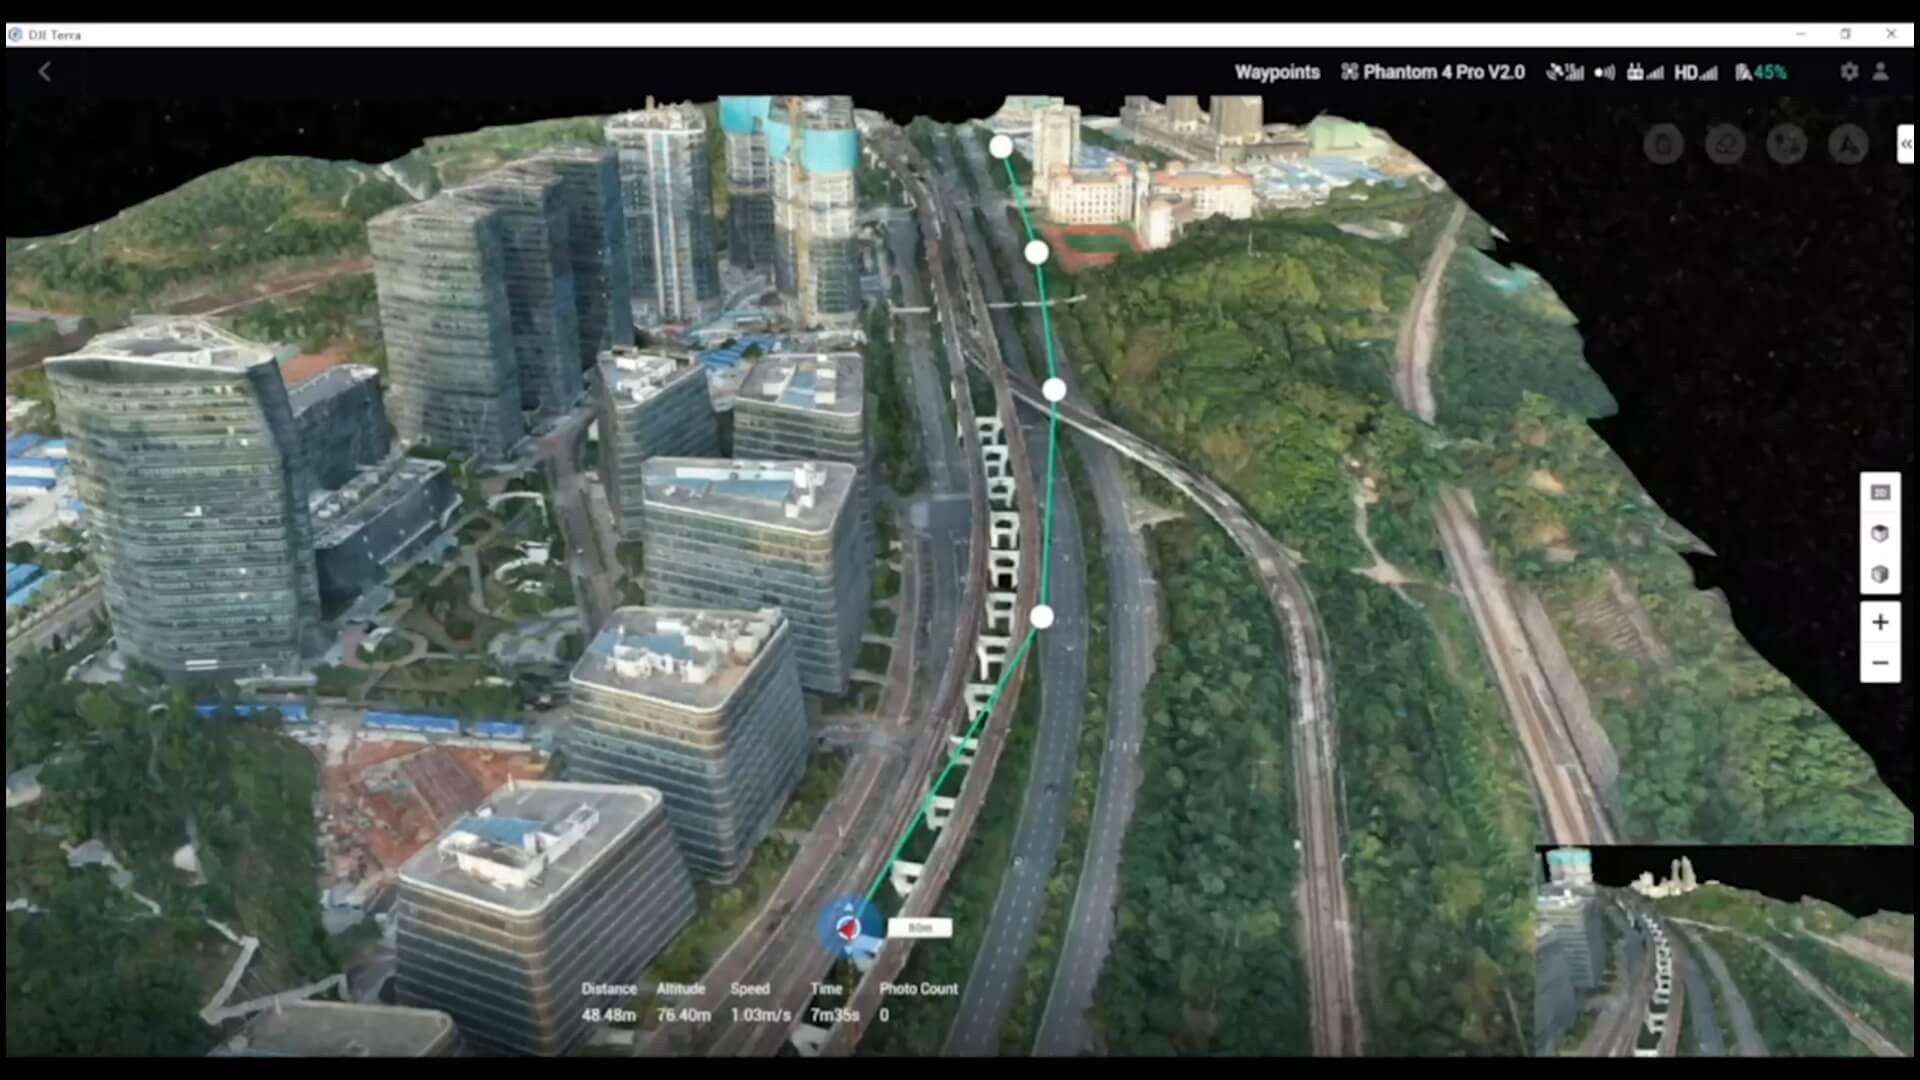 DJI Terra
Waypoints Phantom 4 Pro V2.0 HD 45%
80m
Distance Altitude Speed Time Photo Count
48.48m 76.40m 1.03m/s 7m35s 0